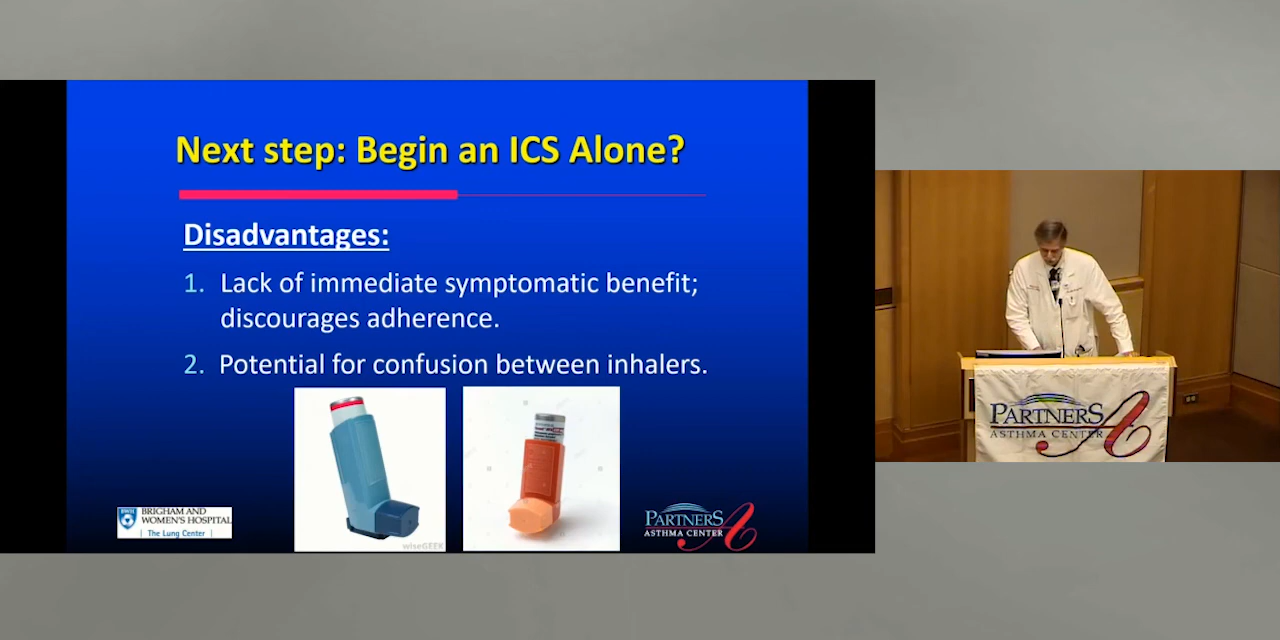 Next step: Begin an ICS Alone?
Disadvantages:
1. Lack of immediate symptomatic benefit;
discourages adherence.
2. Potential for confusion between inhalers.
wiseGEEK
BRIGHAM AND
WOMEN'S HOSPITAL
The Lung Center
PARTNERS
ASTHMA CENTER
PARTNERS
ASTHMA CENTER